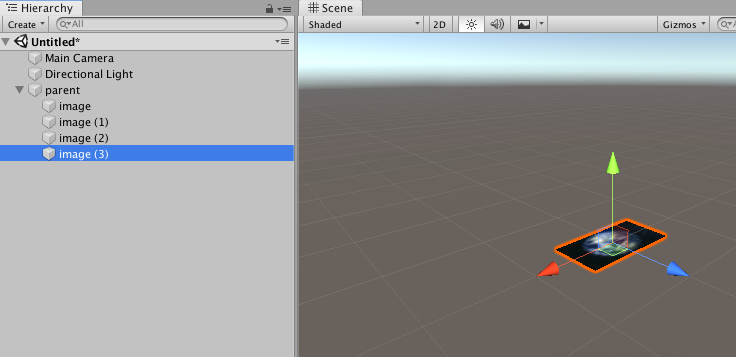 Hierarchy
Create All
Untitled*
Main Camera
Directional Light
parent
image
image (1)
image (2)
image (3)
Scene
Shaded 2D Gizmos